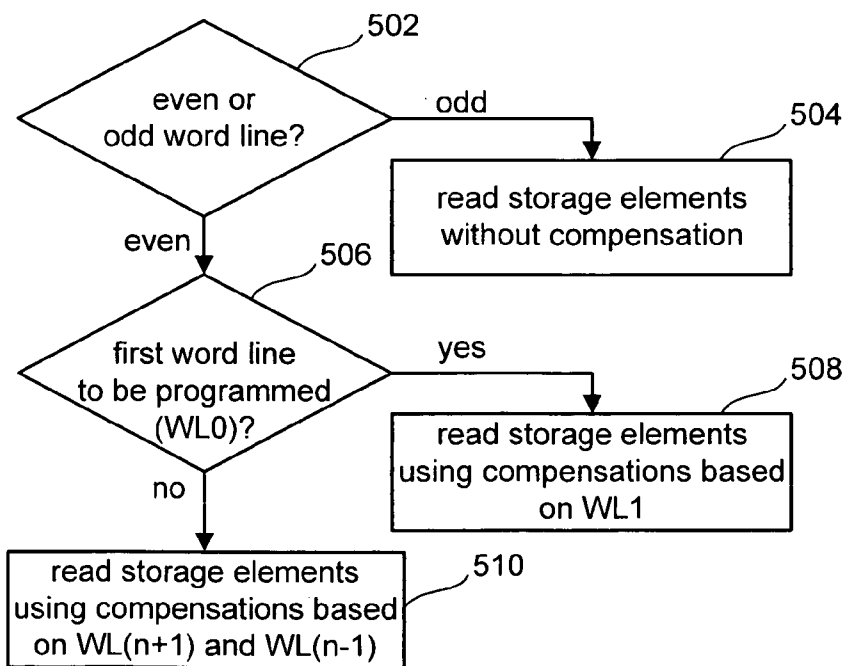 502
even or
odd word line?
odd
504
read storage elements
without compensation
even
506
first word line
to be programmed
(WL0)?
yes
508
read storage elements
using compensations based
on WL1
no
510
read storage elements
using compensations based
on WL(n+1) and WL(n-1)